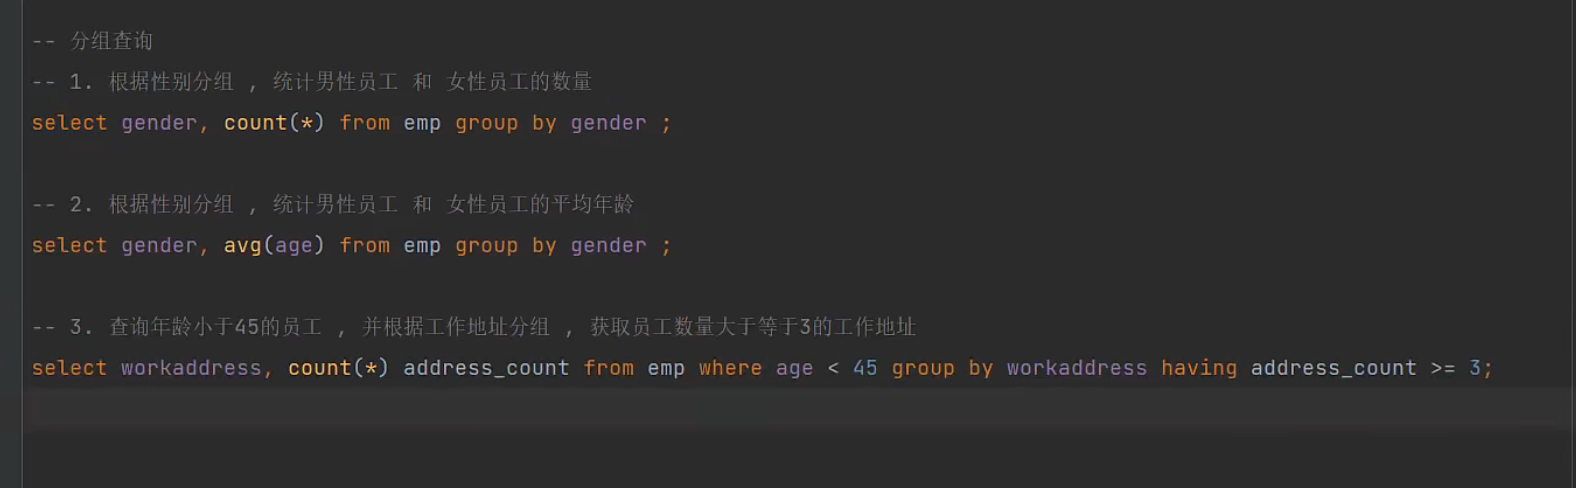 -- 分组查询
-- 1. 根据性别分组 , 统计男性员工 和 女性员工的数量
select gender, count(*) from emp group by gender ;
-- 2. 根据性别分组 , 统计男性员工 和 女性员工的平均年龄
select gender, avg(age) from emp group by gender ;
-- 3. 查询年龄小于45的员工 , 并根据工作地址分组 , 获取员工数量大于等于3的工作地址
select workaddress, count(*) address_count from emp where age < 45 group by workaddress having address_count >= 3;